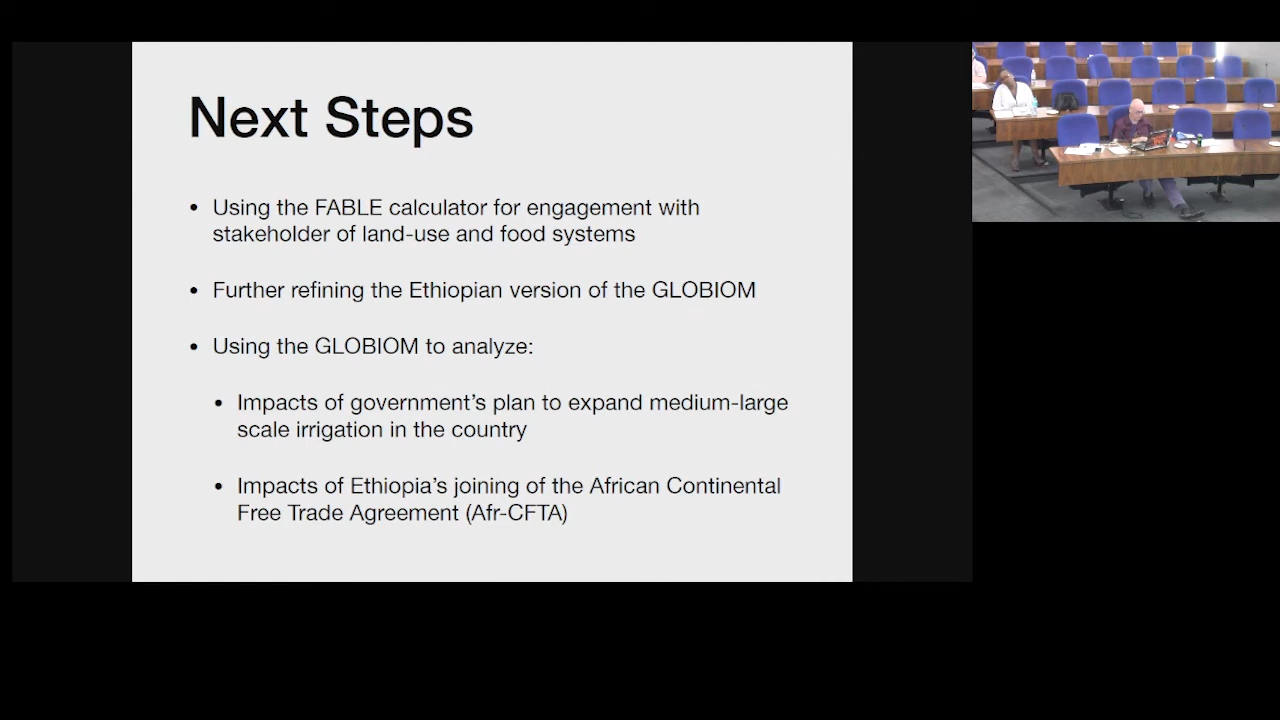 Next Steps
• Using the FABLE calculator for engagement with
stakeholder of land-use and food systems
• Further refining the Ethiopian version of the GLOBIOM
• Using the GLOBIOM to analyze:
• Impacts of government’s plan to expand medium-large
scale irrigation in the country
• Impacts of Ethiopia’s joining of the African Continental
Free Trade Agreement (Afr-CFTA)